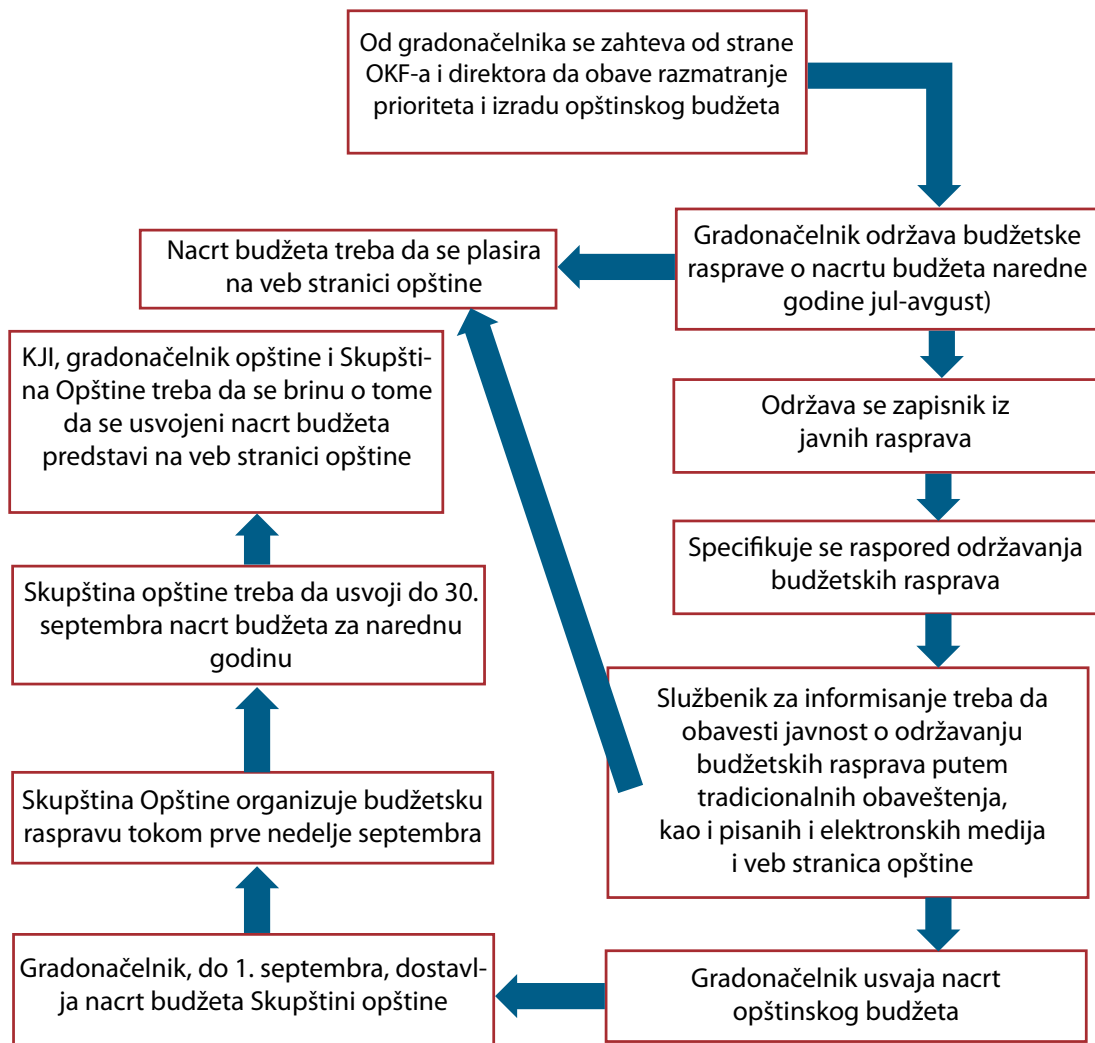 Od gradonačelnika se zahteva od strane
OKF-a i direktora da obave razmatranje
prioriteta i izradu opštinskog budžeta
Gradonačelnik održava budžetske
rasprave o nacrtu budžeta naredne
godine jul-avgust)
Nacrt budžeta treba da se plasira
na veb stranici opštine
Održava se zapisnik iz
javnih rasprava
Specifikuje se raspored održavanja
budžetskih rasprava
Službenik za informisanje treba da
obavesti javnost o održavanju
budžetskih rasprava putem
tradicionalnih obaveštenja,
kao i pisanih i elektronskih medija
i veb stranica opštine
Gradonačelnik usvaja nacrt
opštinskog budžeta
Gradonačelnik, do 1. septembra, dostavl-
ja nacrt budžeta Skupštini opštine
Skupština Opštine organizuje budžetsku
raspravu tokom prve nedelje septembra
Skupština opštine treba da usvoji do 30.
septembra nacrt budžeta za narednu
godinu
KJI, gradonačelnik opštine i Skupšti-
na Opštine treba da se brinu o tome
da se usvojeni nacrt budžeta
predstavi na veb stranici opštine